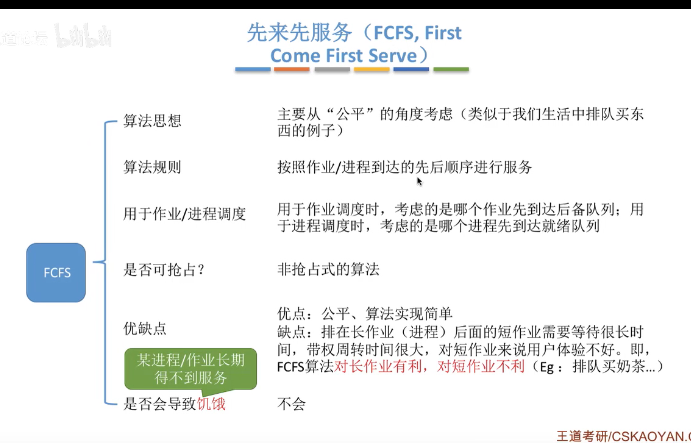 先来先服务（FCFS, First
Come First Serve）
算法思想
主要从“公平”的角度考虑（类似于我们生活中排队买东
西的例子）
算法规则
按照作业/进程到达的先后顺序进行服务
用于作业/进程调度
用于作业调度时，考虑的是哪个作业先到达后备队列；用
于进程调度时，考虑的是哪个进程先到达就绪队列
FCFS
是否可抢占？
非抢占式的算法
优缺点
优点：公平、算法实现简单
缺点：排在长作业（进程）后面的短作业需要等待很长时
间，带权周转时间很大，对短作业来说用户体验不好。即，
FCFS算法对长作业有利，对短作业不利（Eg：排队买奶茶...）
某进程/作业长期
得不到服务
是否会导致饥饿
不会
王道考研/CSKAOYAN.